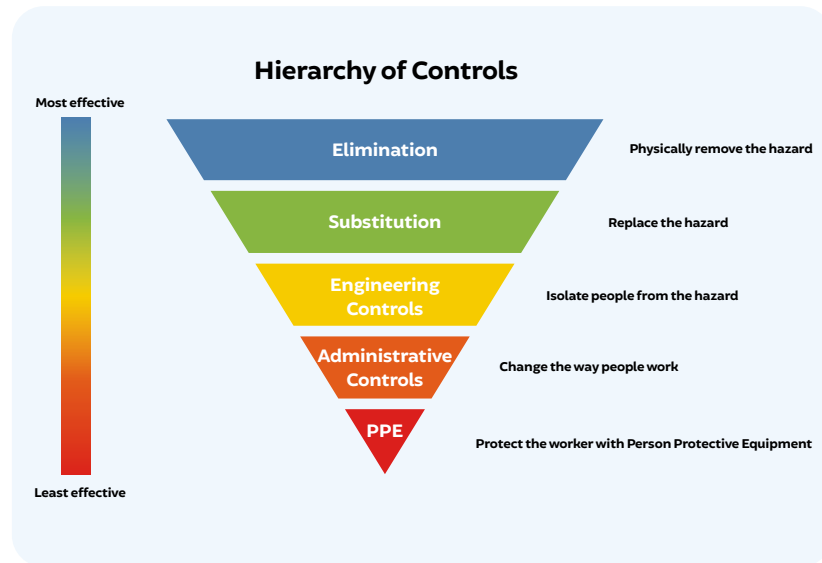 Hierarchy of Controls
Most effective
Elimination
Physically remove the hazard
Substitution
Replace the hazard
Engineering
Controls
Isolate people from the hazard
Administrative
Controls
Change the way people work
PPE
Protect the worker with Person Protective Equipment
Least effective